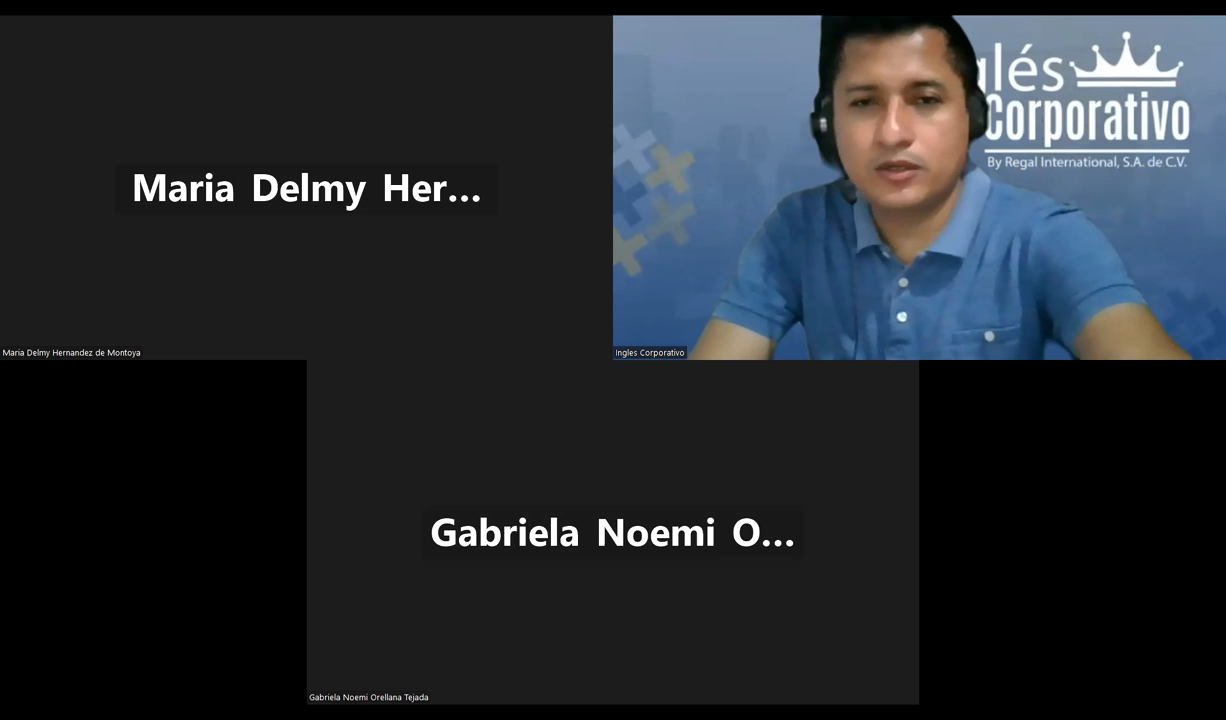 Maria Delmy Her...
Maria Delmy Hernandez de Montoya
glés
Corporativo
By Regal International, S.A. de C.V.
Ingles Corporativo
Gabriela Noemi O...
Gabriela Noemi Orellana Tejada